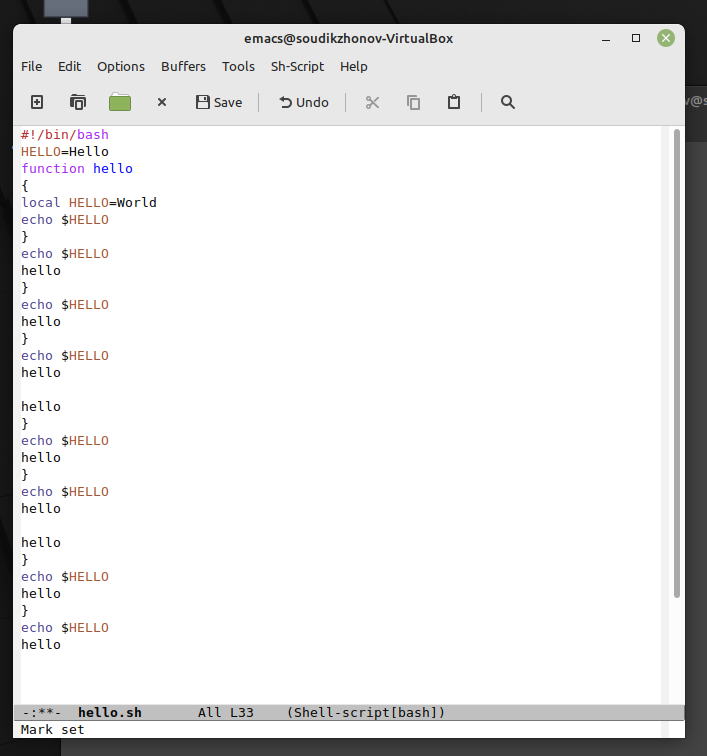 emacs@soudikzhonov-VirtualBox
File Edit Options Buffers Tools Sh-Script Help
Save Undo
#!/bin/bash
HELLO=Hello
function hello
{
local HELLO=World
echo $HELLO
}
echo $HELLO
hello
}
echo $HELLO
hello
}
echo $HELLO
hello
hello
}
echo $HELLO
hello
}
echo $HELLO
hello
hello
}
echo $HELLO
hello
}
echo $HELLO
hello
-:**- hello.sh All L33 (Shell-script[bash])
Mark set